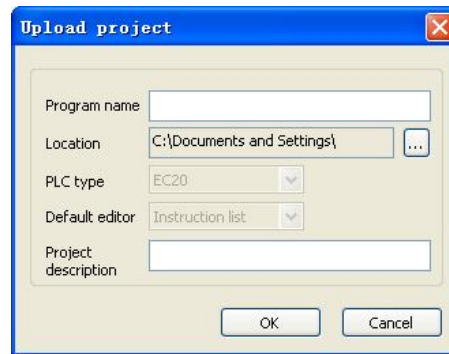 Upload project
Program name
Location C:\Documents and Settings\ ...
PLC type EC20
Default editor Instruction list
Project
description
OK Cancel